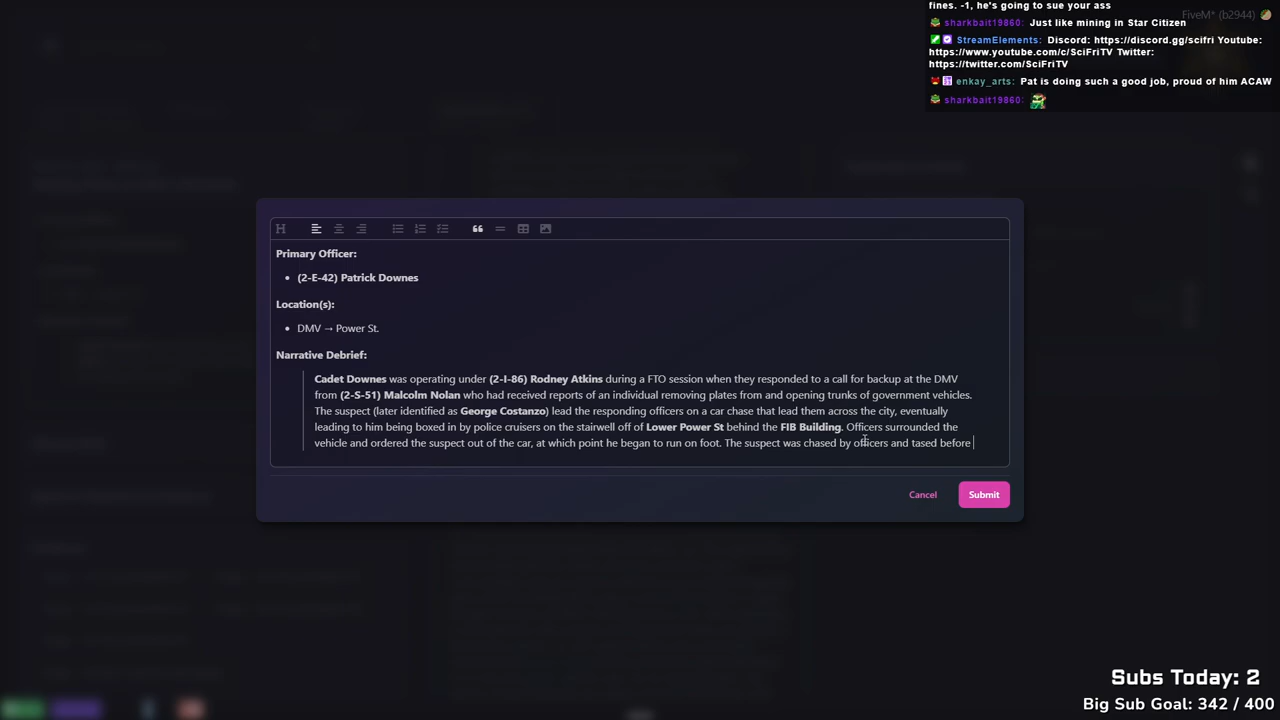 fines. -1, he's going to sue your ass
FiveM* (b2944)
sharkbait19860: Just like mining in Star Citizen
StreamElements: Discord: https://discord.gg/scifri Youtube:
https://www.youtube.com/c/SciFriTV Twitter:
https://twitter.com/SciFriTV
enkay_arts: Pat is doing such a good job, proud of him ACAW
sharkbait19860:
Primary Officer:
• (2-E-42) Patrick Downes
Location(s):
• DMV → Power St.
Narrative Debrief:
Cadet Downes was operating under (2-I-86) Rodney Atkins during a FTO session when they responded to a call for backup at the DMV
from (2-S-51) Malcolm Nolan who had received reports of an individual removing plates from and opening trunks of government vehicles.
The suspect (later identified as George Costanzo) lead the responding officers on a car chase that lead them across the city, eventually
leading to him being boxed in by police cruisers on the stairwell off of Lower Power St behind the FIB Building. Officers surrounded the
vehicle and ordered the suspect out of the car, at which point he began to run on foot. The suspect was chased by officers and tased before
Cancel
Submit
Subs Today: 2
Big Sub Goal: 342 / 400